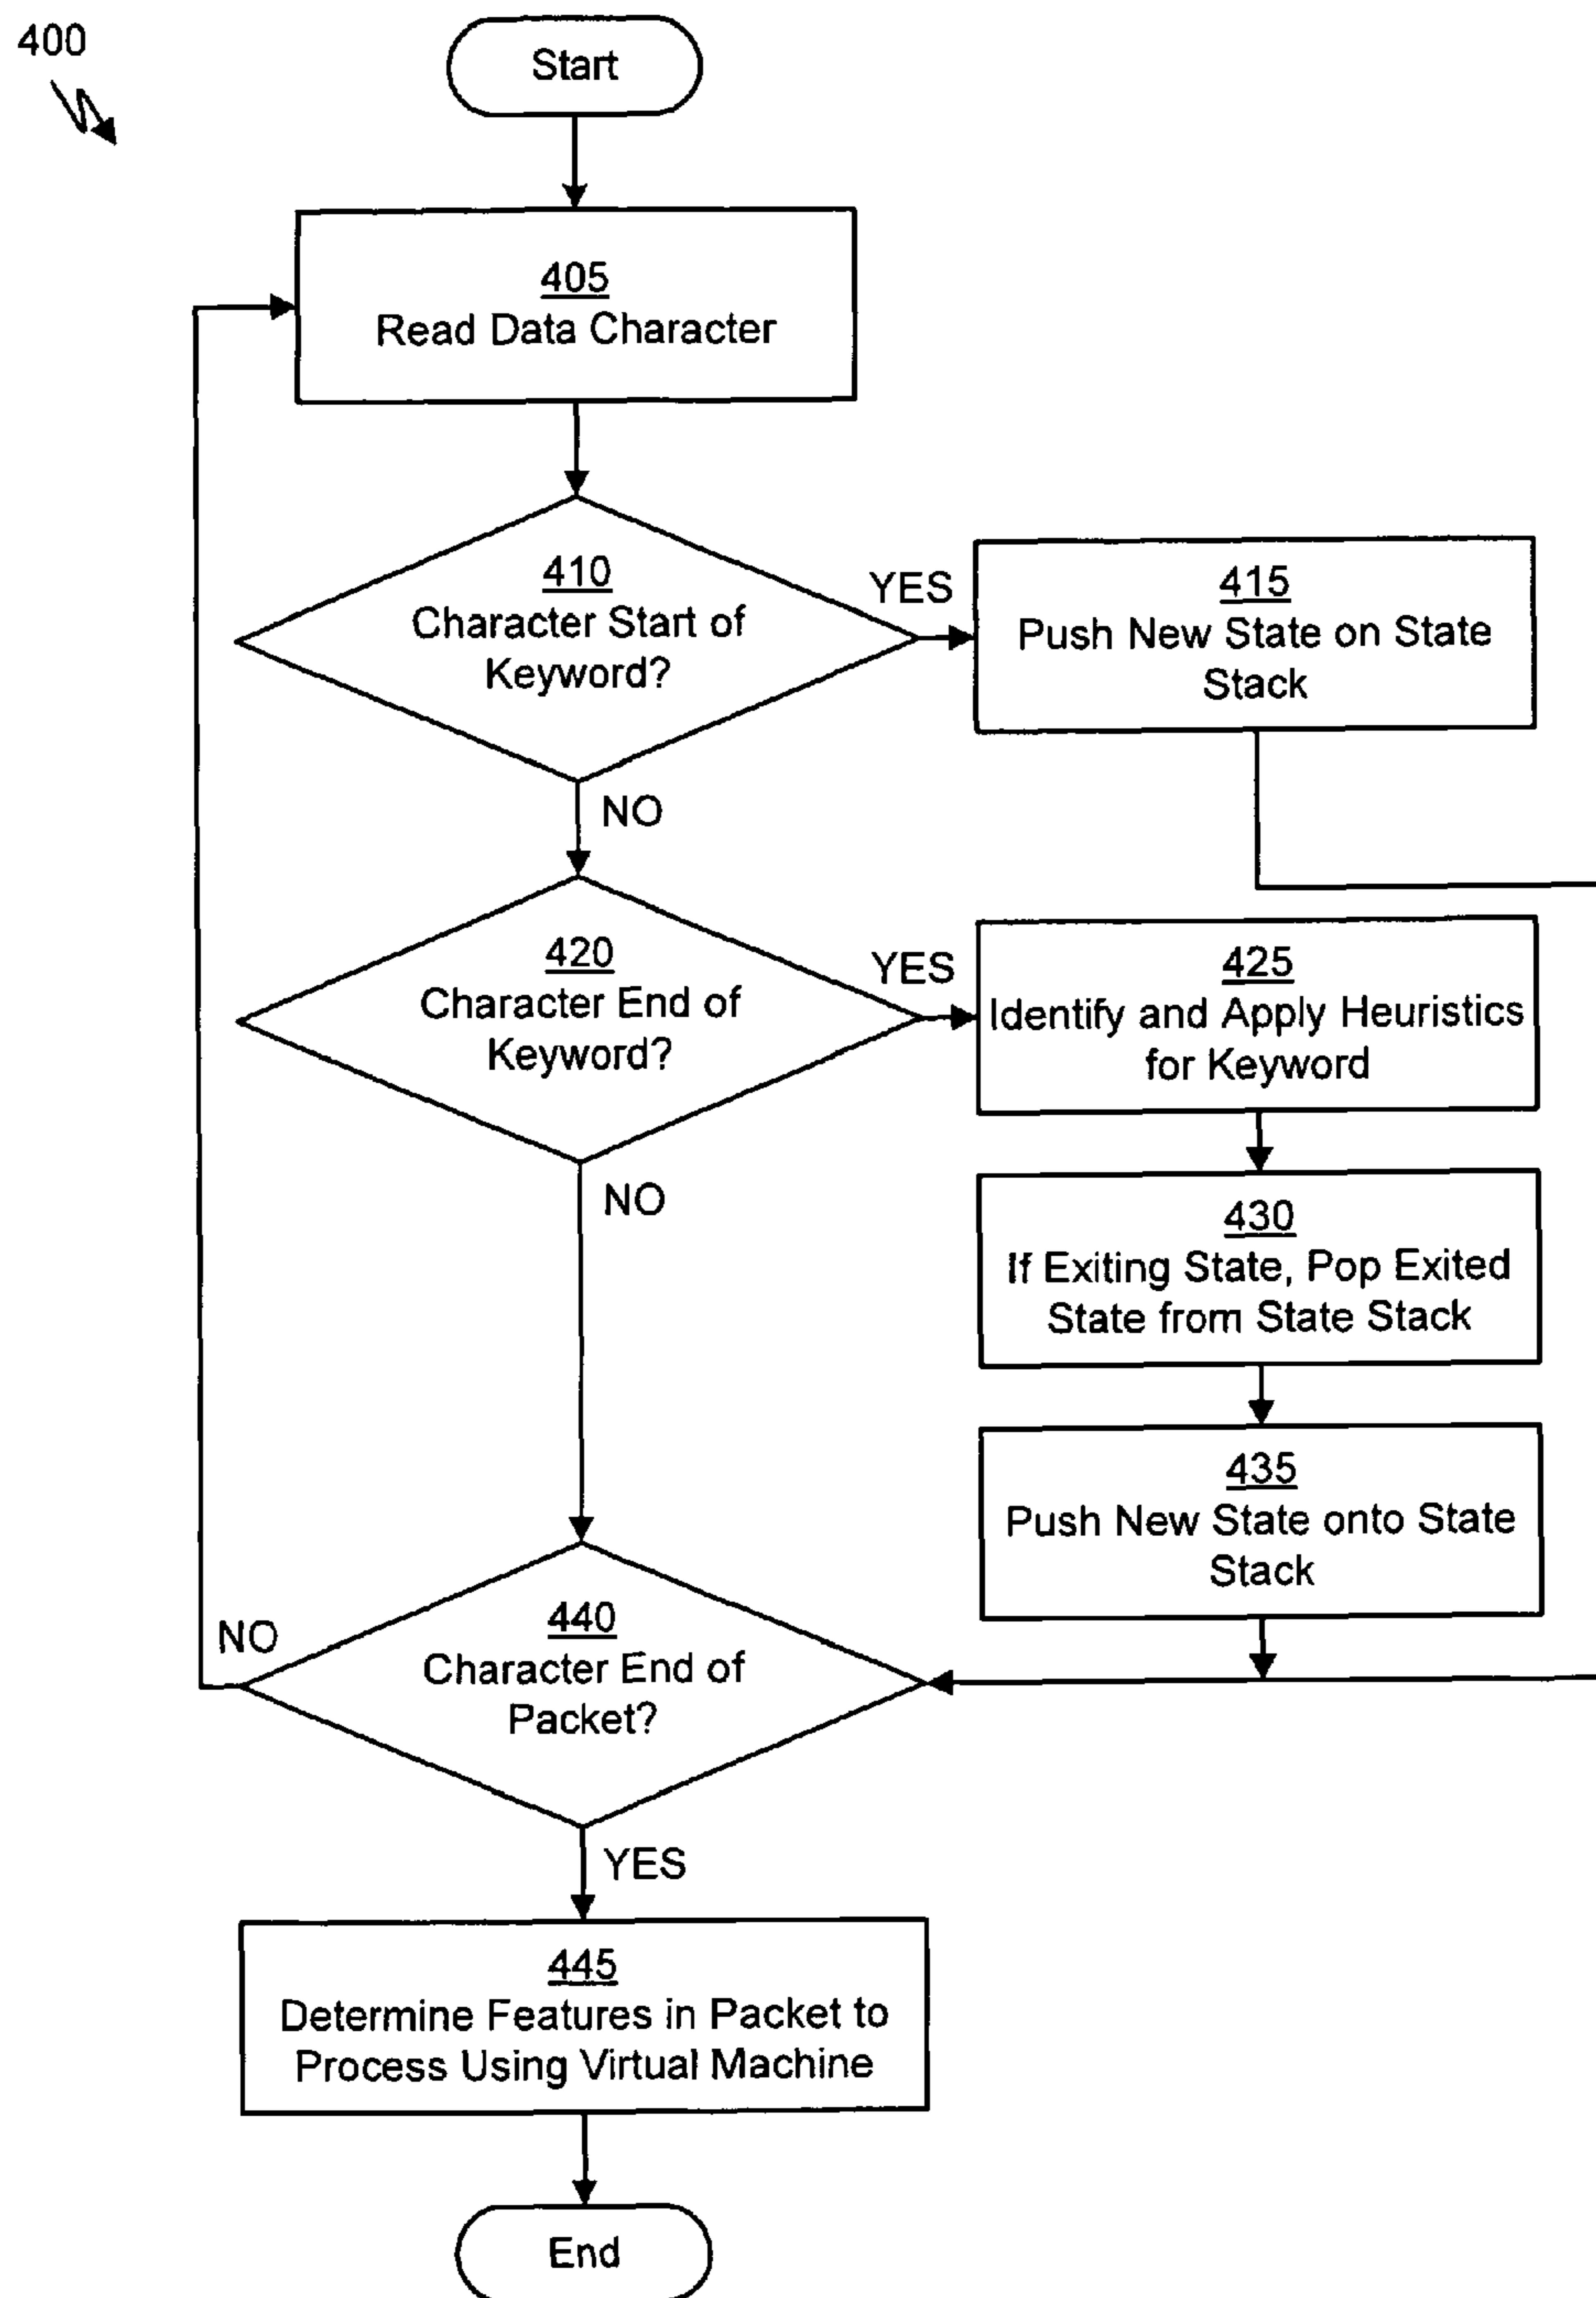 400
Start
405
Read Data Character
410
Character Start of
Keyword?
YES
415
Push New State on State
Stack
NO
420
Character End of
Keyword?
YES
425
Identify and Apply Heuristics
for Keyword
NO
430
If Exiting State, Pop Exited
State from State Stack
435
Push New State onto State
Stack
440
Character End of
Packet?
NO
YES
445
Determine Features in Packet to
Process Using Virtual Machine
End